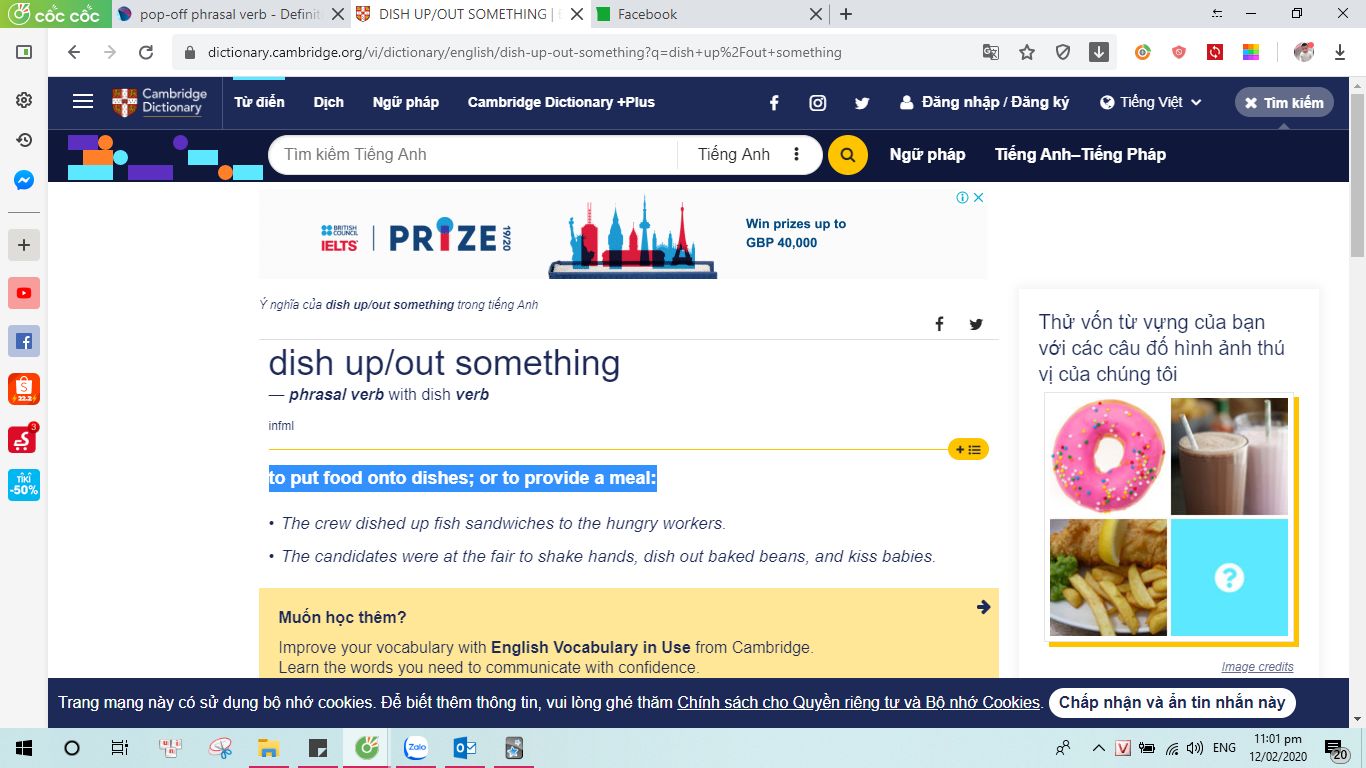 cốc cốc
pop-off phrasal verb - Definit
DISH UP/OUT SOMETHING |
Facebook
dictionary.cambridge.org/vi/dictionary/english/dish-up-out-something?q=dish+up%2Fout+something
Cambridge
Dictionary
Từ điển
Dịch
Ngữ pháp
Cambridge Dictionary +Plus
Đăng nhập / Đăng ký
Tiếng Việt
Tìm kiếm
Tìm kiếm Tiếng Anh
Tiếng Anh
Ngữ pháp
Tiếng Anh–Tiếng Pháp
BRITISH
COUNCIL
IELTS
PRIZE
19/20
Win prizes up to
GBP 40,000
Ý nghĩa của dish up/out something trong tiếng Anh
dish up/out something
— phrasal verb with dish verb
infml
to put food onto dishes; or to provide a meal:
• The crew dished up fish sandwiches to the hungry workers.
• The candidates were at the fair to shake hands, dish out baked beans, and kiss babies.
Muốn học thêm?
Improve your vocabulary with English Vocabulary in Use from Cambridge.
Learn the words you need to communicate with confidence.
Thử vốn từ vựng của bạn
với các câu đố hình ảnh thú
vị của chúng tôi
?
Image credits
22.2
3
TIKI
-50%
Trang mạng này có sử dụng bộ nhớ cookies. Để biết thêm thông tin, vui lòng ghé thăm Chính sách cho Quyền riêng tư và Bộ nhớ Cookies.
Chấp nhận và ẩn tin nhắn này
Zalo
V
ENG
11:01 pm
12/02/2020
20